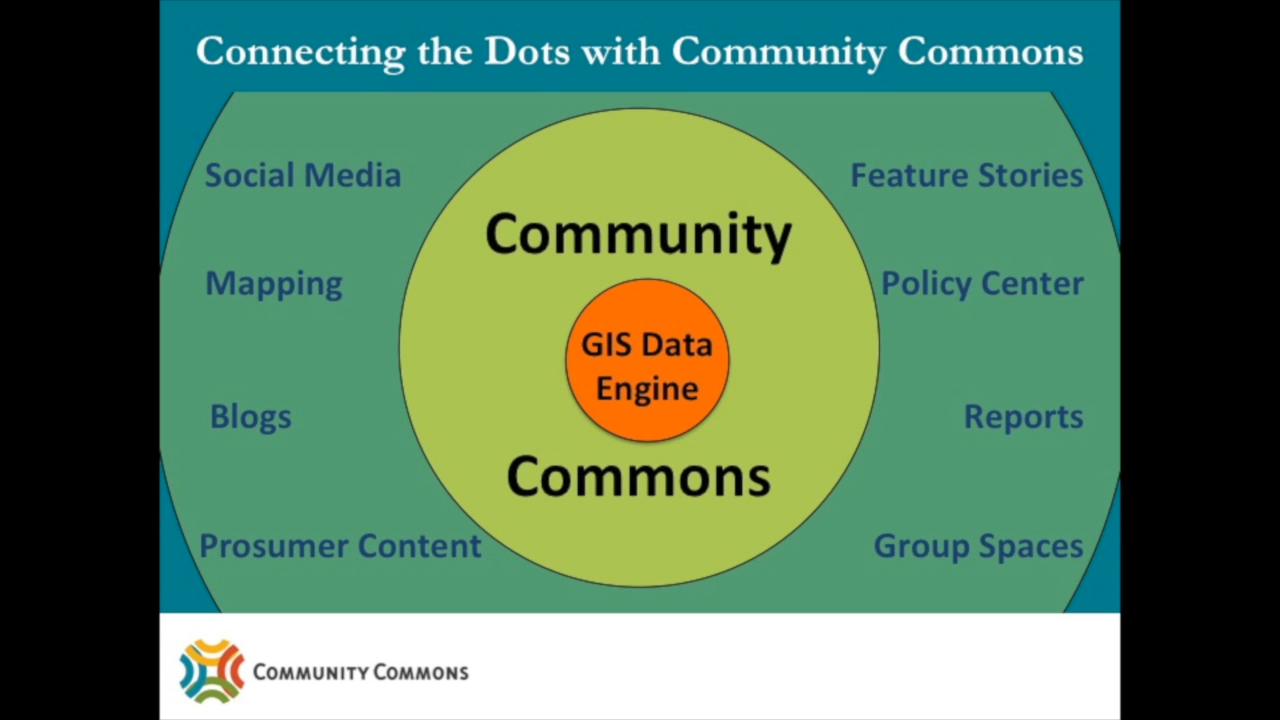 Connecting the Dots with Community Commons
Social Media
Feature Stories
Community
Mapping
Policy Center
GIS Data
Engine
Blogs
Reports
Commons
Prosumer Content
Group Spaces
COMMUNITY COMMONS